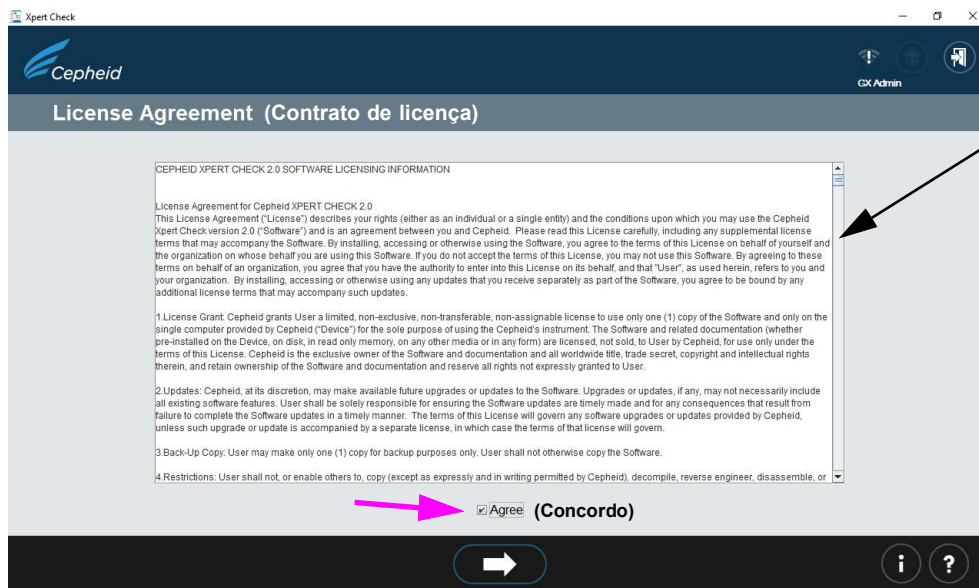 Xpert Check
Cepheid
GX Admin
License Agreement (Contrato de licença)
CEPHEID XPERT CHECK 2.0 SOFTWARE LICENSING INFORMATION
License Agreement for Cepheid XPERT CHECK 2.0
This License Agreement ("License") describes your rights (either as an individual or a single entity) and the conditions upon which you may use the Cepheid
Xpert Check version 2.0 ("Software") and is an agreement between you and Cepheid. Please read this License carefully, including any supplemental license
terms that may accompany the Software. By installing, accessing or otherwise using the Software, you agree to the terms of this License on behalf of yourself and
the organization on whose behalf you are using this Software. If you do not accept the terms of this License, you may not use this Software. By agreeing to these
terms on behalf of an organization, you agree that you have the authority to enter into this License on its behalf, and that "User", as used herein, refers to you and
your organization. By installing, accessing or otherwise using any updates that you receive separately as part of the Software, you agree to be bound by any
additional license terms that may accompany such updates.
1.License Grant: Cepheid grants User a limited, non-exclusive, non-transferable, non-assignable license to use only one (1) copy of the Software and only on the
single computer provided by Cepheid ("Device") for the sole purpose of using the Cepheid's instrument. The Software and related documentation (whether
pre-installed on the Device, on disk, in read only memory, on any other media or in any form) are licensed, not sold, to User by Cepheid, for use only under the
terms of this License. Cepheid is the exclusive owner of the Software and documentation and all worldwide title, trade secret, copyright and intellectual rights
therein, and retain ownership of the Software and documentation and reserve all rights not expressly granted to User.
2.Updates: Cepheid, at its discretion, may make available future upgrades or updates to the Software. Upgrades or updates, if any, may not necessarily include
all existing software features. User shall be solely responsible for ensuring the Software updates are timely made and for any consequences that result from
failure to complete the Software updates in a timely manner. The terms of this License will govern any software upgrades or updates provided by Cepheid,
unless such upgrade or update is accompanied by a separate license, in which case the terms of that license will govern.
3.Back-Up Copy: User may make only one (1) copy for backup purposes only. User shall not otherwise copy the Software.
4.Restrictions: User shall not, or enable others to, copy (except as expressly and in writing permitted by Cepheid), decompile, reverse engineer, disassemble, or
Agree (Concordo)
i ?